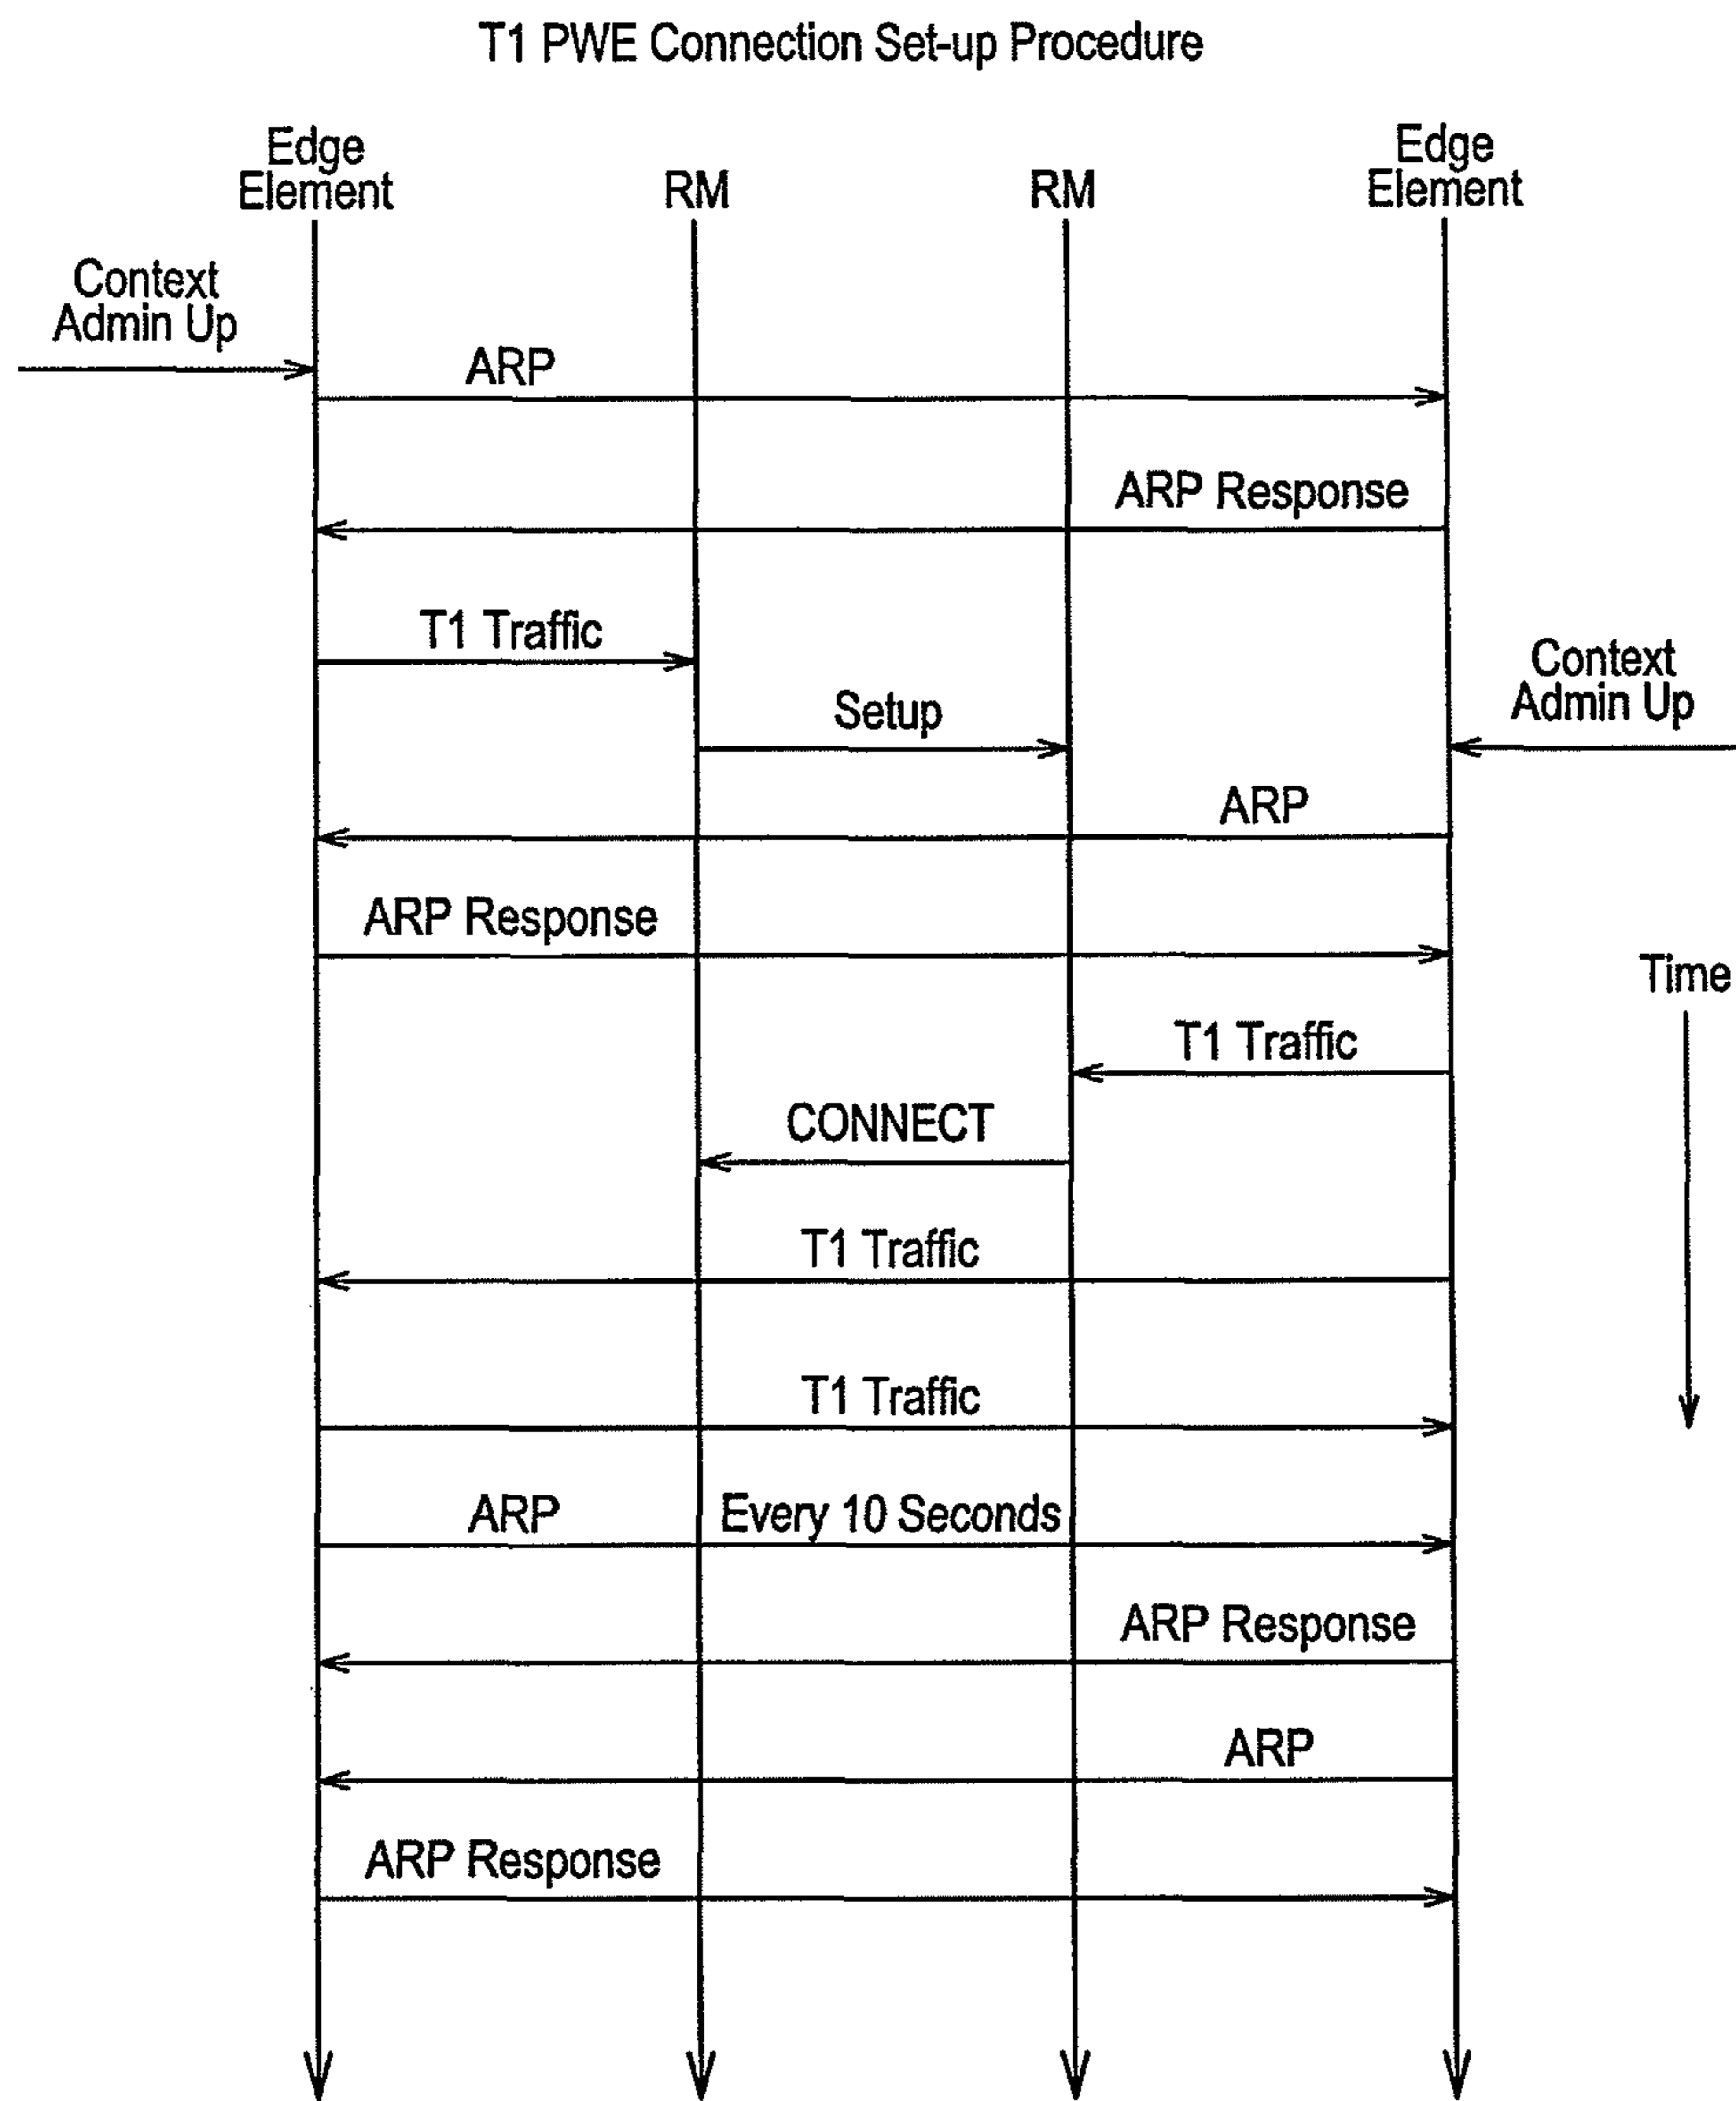 T1 PWE Connection Set-up Procedure
Edge
Element
RM
RM
Edge
Element
Context
Admin Up
ARP
ARP Response
T1 Traffic
Context
Admin Up
Setup
ARP
ARP Response
Time
T1 Traffic
CONNECT
T1 Traffic
T1 Traffic
ARP
Every 10 Seconds
ARP Response
ARP
ARP Response